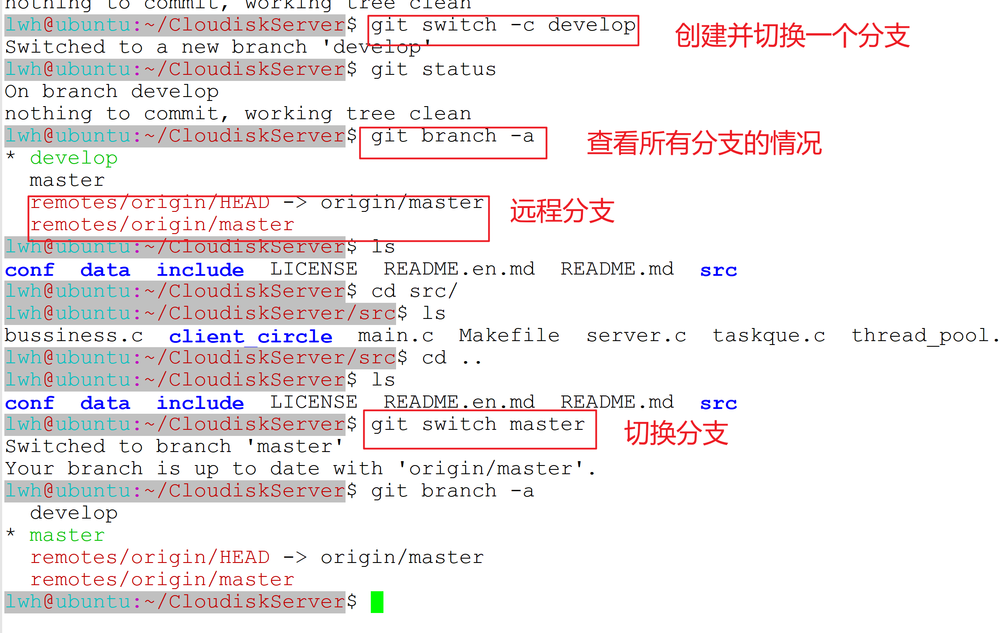 nothing to commit, working tree clean
lwh@ubuntu:~/CloudiskServer$ git switch -c develop 创建并切换一个分支
Switched to a new branch 'develop'
lwh@ubuntu:~/CloudiskServer$ git status
On branch develop
nothing to commit, working tree clean
lwh@ubuntu:~/CloudiskServer$ git branch -a 查看所有分支的情况
* develop
  master
  remotes/origin/HEAD -> origin/master 远程分支
  remotes/origin/master
lwh@ubuntu:~/CloudiskServer$ ls
conf  data  include  LICENSE  README.en.md  README.md  src
lwh@ubuntu:~/CloudiskServer$ cd src/
lwh@ubuntu:~/CloudiskServer/src$ ls
bussiness.c  client_circle  main.c  Makefile  server.c  taskque.c  thread_pool.
lwh@ubuntu:~/CloudiskServer/src$ cd ..
lwh@ubuntu:~/CloudiskServer$ ls
conf  data  include  LICENSE  README.en.md  README.md  src
lwh@ubuntu:~/CloudiskServer$ git switch master 切换分支
Switched to branch 'master'
Your branch is up to date with 'origin/master'.
lwh@ubuntu:~/CloudiskServer$ git branch -a
  develop
* master
  remotes/origin/HEAD -> origin/master
  remotes/origin/master
lwh@ubuntu:~/CloudiskServer$